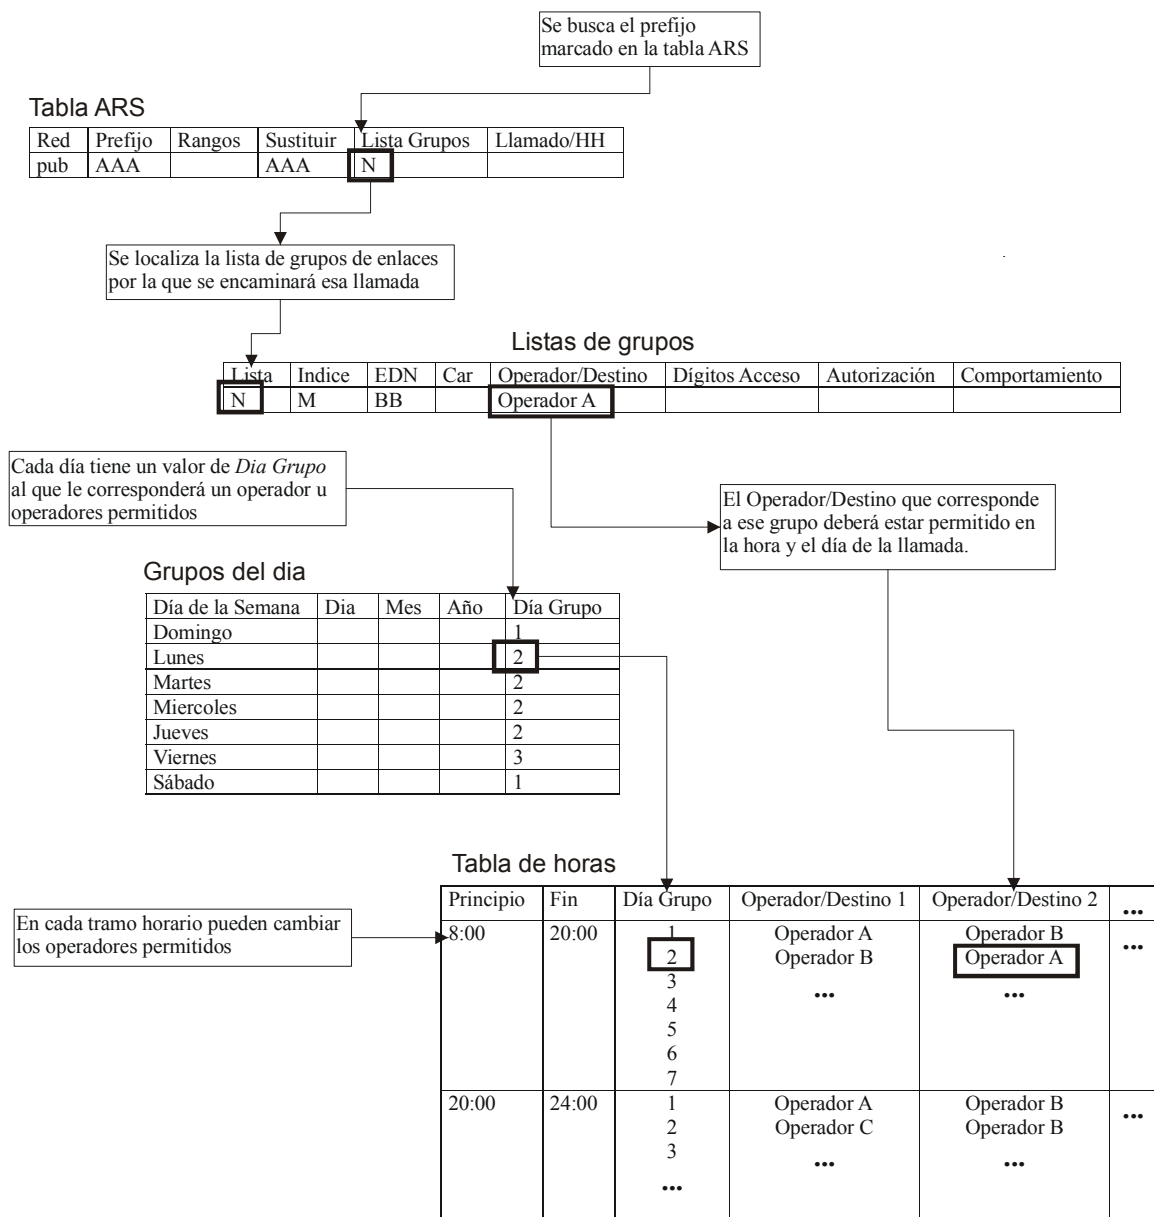 Se busca el prefijo
marcado en la tabla ARS
Tabla ARS
Red Prefijo Rangos Sustituir Lista Grupos Llamado/HH
pub AAA AAA N
Se localiza la lista de grupos de enlaces
por la que se encaminará esa llamada
Listas de grupos
Lista Indice EDN Car Operador/Destino Dígitos Acceso Autorización Comportamiento
N M BB Operador A
Cada día tiene un valor de Dia Grupo
al que le corresponderá un operador u
operadores permitidos
El Operador/Destino que corresponde
a ese grupo deberá estar permitido en
la hora y el día de la llamada.
Grupos del dia
Día de la Semana Dia Mes Año Día Grupo
Domingo 1
Lunes 2
Martes 2
Miercoles 2
Jueves 2
Viernes 3
Sábado 1
Tabla de horas
Principio Fin Día Grupo Operador/Destino 1 Operador/Destino 2 ...
En cada tramo horario pueden cambiar
los operadores permitidos
8:00 20:00 1 Operador A Operador B ...
2 Operador B Operador A
3
... ...
4
5
6
7
20:00 24:00 1 Operador A Operador B ...
2 Operador C Operador B
3
... ...
...